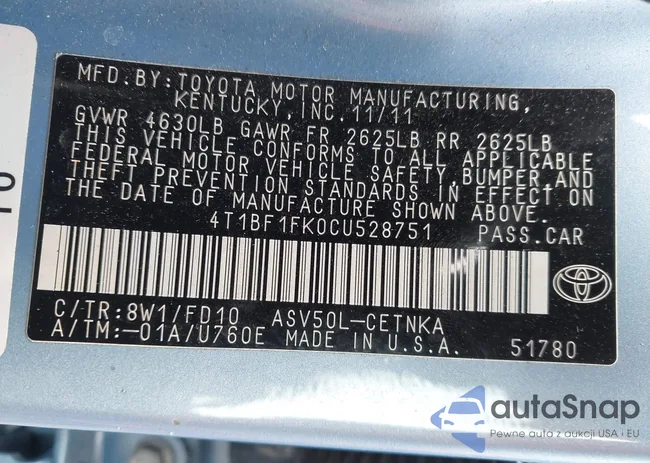 MFD.BY:TOYOTA MOTOR MANUFACTURING,
KENTUCKY, INC.11/11
GVWR 4630LB GAWR FR 2625LB RR 2625LB
THIS VEHICLE CONFORMS TO ALL APPLICABLE
FEDERAL MOTOR VEHICLE SAFETY,BUMPER,AND
THEFT PREVENTION STANDARDS IN EFFECT ON
THE DATE OF MANUFACTURE SHOWN ABOVE.
4T1BF1FK0CU528751 PASS.CAR
C/TR:8W1/FD10 ASV50L-CETNKA
A/TM:-01A/U760E MADE IN U.S.A. 51780
autaSnap
Pewne auta z aukcji USA i EU